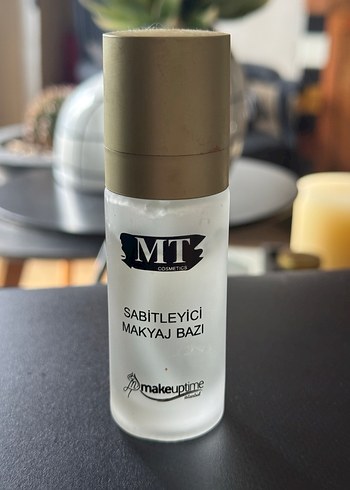 MT
COSMETICS
SABİTLEYİCİ
MAKYAJ BAZI
makeuptime